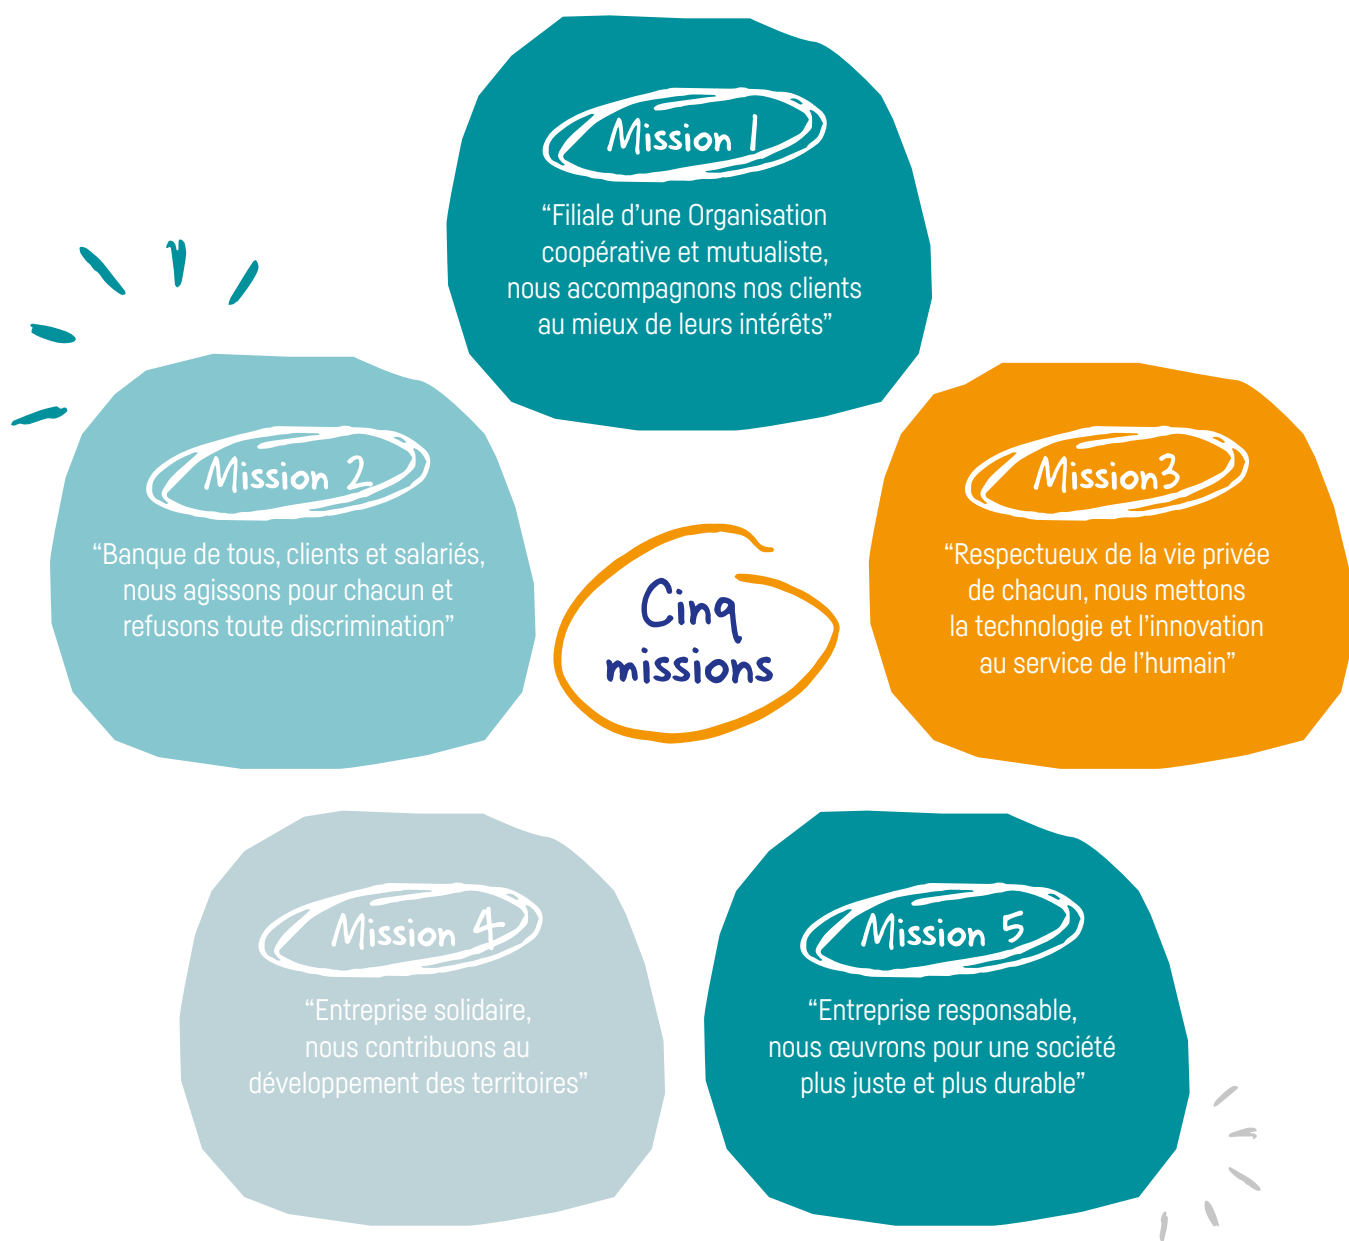 Mission 1
“Filiale d’une Organisation
coopérative et mutualiste,
nous accompagnons nos clients
au mieux de leurs intérêts”
Mission 2
“Banque de tous, clients et salariés,
nous agissons pour chacun et
refusons toute discrimination”
Cinq
missions
Mission3
“Respectueux de la vie privée
de chacun, nous mettons
la technologie et l’innovation
au service de l’humain”
Mission 4
“Entreprise solidaire,
nous contribuons au
développement des territoires”
Mission 5
“Entreprise responsable,
nous œuvrons pour une société
plus juste et plus durable”